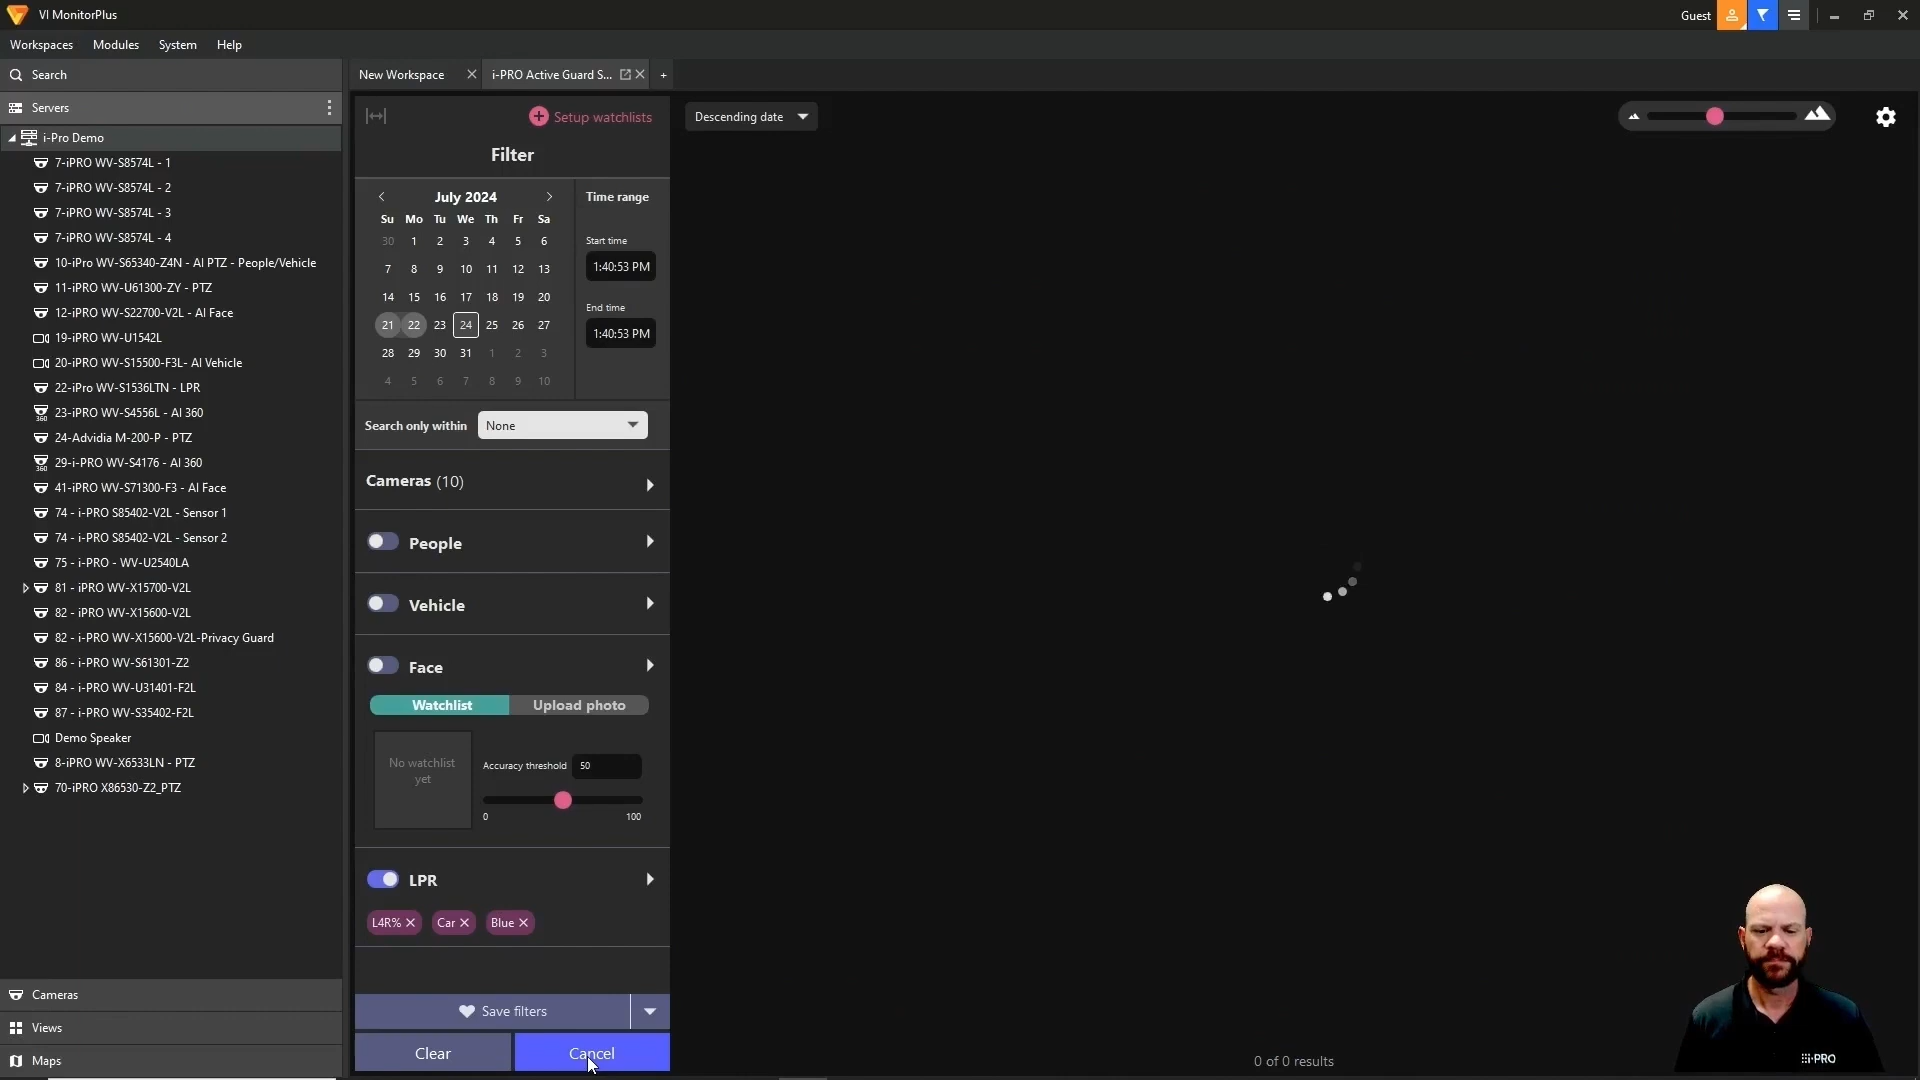 VI MonitorPlus
Guest
Workspaces Modules System Help
Search
New Workspace
i-PRO Active Guard S...
Servers
i-Pro Demo
7-iPRO WV-S8574L - 1
7-iPRO WV-S8574L - 2
7-iPRO WV-S8574L - 3
7-iPRO WV-S8574L - 4
10-iPro WV-S65340-Z4N - AI PTZ - People/Vehicle
11-iPRO WV-U61300-ZY - PTZ
12-iPRO WV-S22700-V2L - AI Face
19-iPRO WV-U1542L
20-iPRO WV-S15500-F3L- AI Vehicle
22-iPro WV-S1536LTN - LPR
23-iPRO WV-S4556L - AI 360
24-Advidia M-200-P - PTZ
29-i-PRO WV-S4176 - AI 360
41-iPRO WV-S71300-F3 - AI Face
74 - i-PRO S85402-V2L - Sensor 1
74 - i-PRO S85402-V2L - Sensor 2
75 - i-PRO - WV-U2540LA
81 - iPRO WV-X15700-V2L
82 - iPRO WV-X15600-V2L
82 - i-PRO WV-X15600-V2L-Privacy Guard
86 - i-PRO WV-S61301-Z2
84 - i-PRO WV-U31401-F2L
87 - i-PRO WV-S35402-F2L
Demo Speaker
8-iPRO WV-X6533LN - PTZ
70-iPRO X86530-Z2_PTZ
Cameras
Views
Maps
Setup watchlists
Filter
July 2024
Su Mo Tu We Th Fr Sa
30 1 2 3 4 5 6
7 8 9 10 11 12 13
14 15 16 17 18 19 20
21 22 23 24 25 26 27
28 29 30 31 1 2 3
4 5 6 7 8 9 10
Time range
Start time
1:40:53 PM
End time
1:40:53 PM
Search only within None
Cameras (10)
People
Vehicle
Face
Watchlist Upload photo
No watchlist
yet
Accuracy threshold 50
0 100
LPR
L4R% Car Blue
Save filters
Clear Cancel
Descending date
0 of 0 results
i-PRO